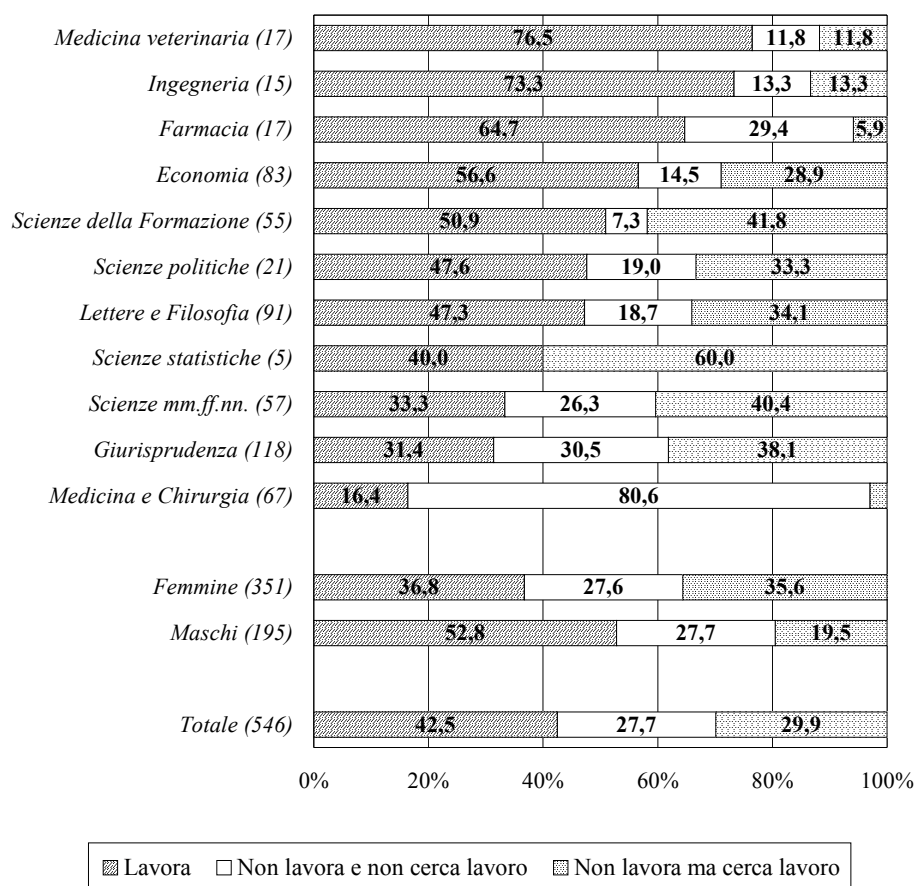 Medicina veterinaria (17) 76,5 11,8 11,8
Ingegneria (15) 73,3 13,3 13,3
Farmacia (17) 64,7 29,4 5,9
Economia (83) 56,6 14,5 28,9
Scienze della Formazione (55) 50,9 7,3 41,8
Scienze politiche (21) 47,6 19,0 33,3
Lettere e Filosofia (91) 47,3 18,7 34,1
Scienze statistiche (5) 40,0 60,0
Scienze mm.ff.nn. (57) 33,3 26,3 40,4
Giurisprudenza (118) 31,4 30,5 38,1
Medicina e Chirurgia (67) 16,4 80,6
Femmine (351) 36,8 27,6 35,6
Maschi (195) 52,8 27,7 19,5
Totale (546) 42,5 27,7 29,9
0% 20% 40% 60% 80% 100%
Lavora Non lavora e non cerca lavoro Non lavora ma cerca lavoro